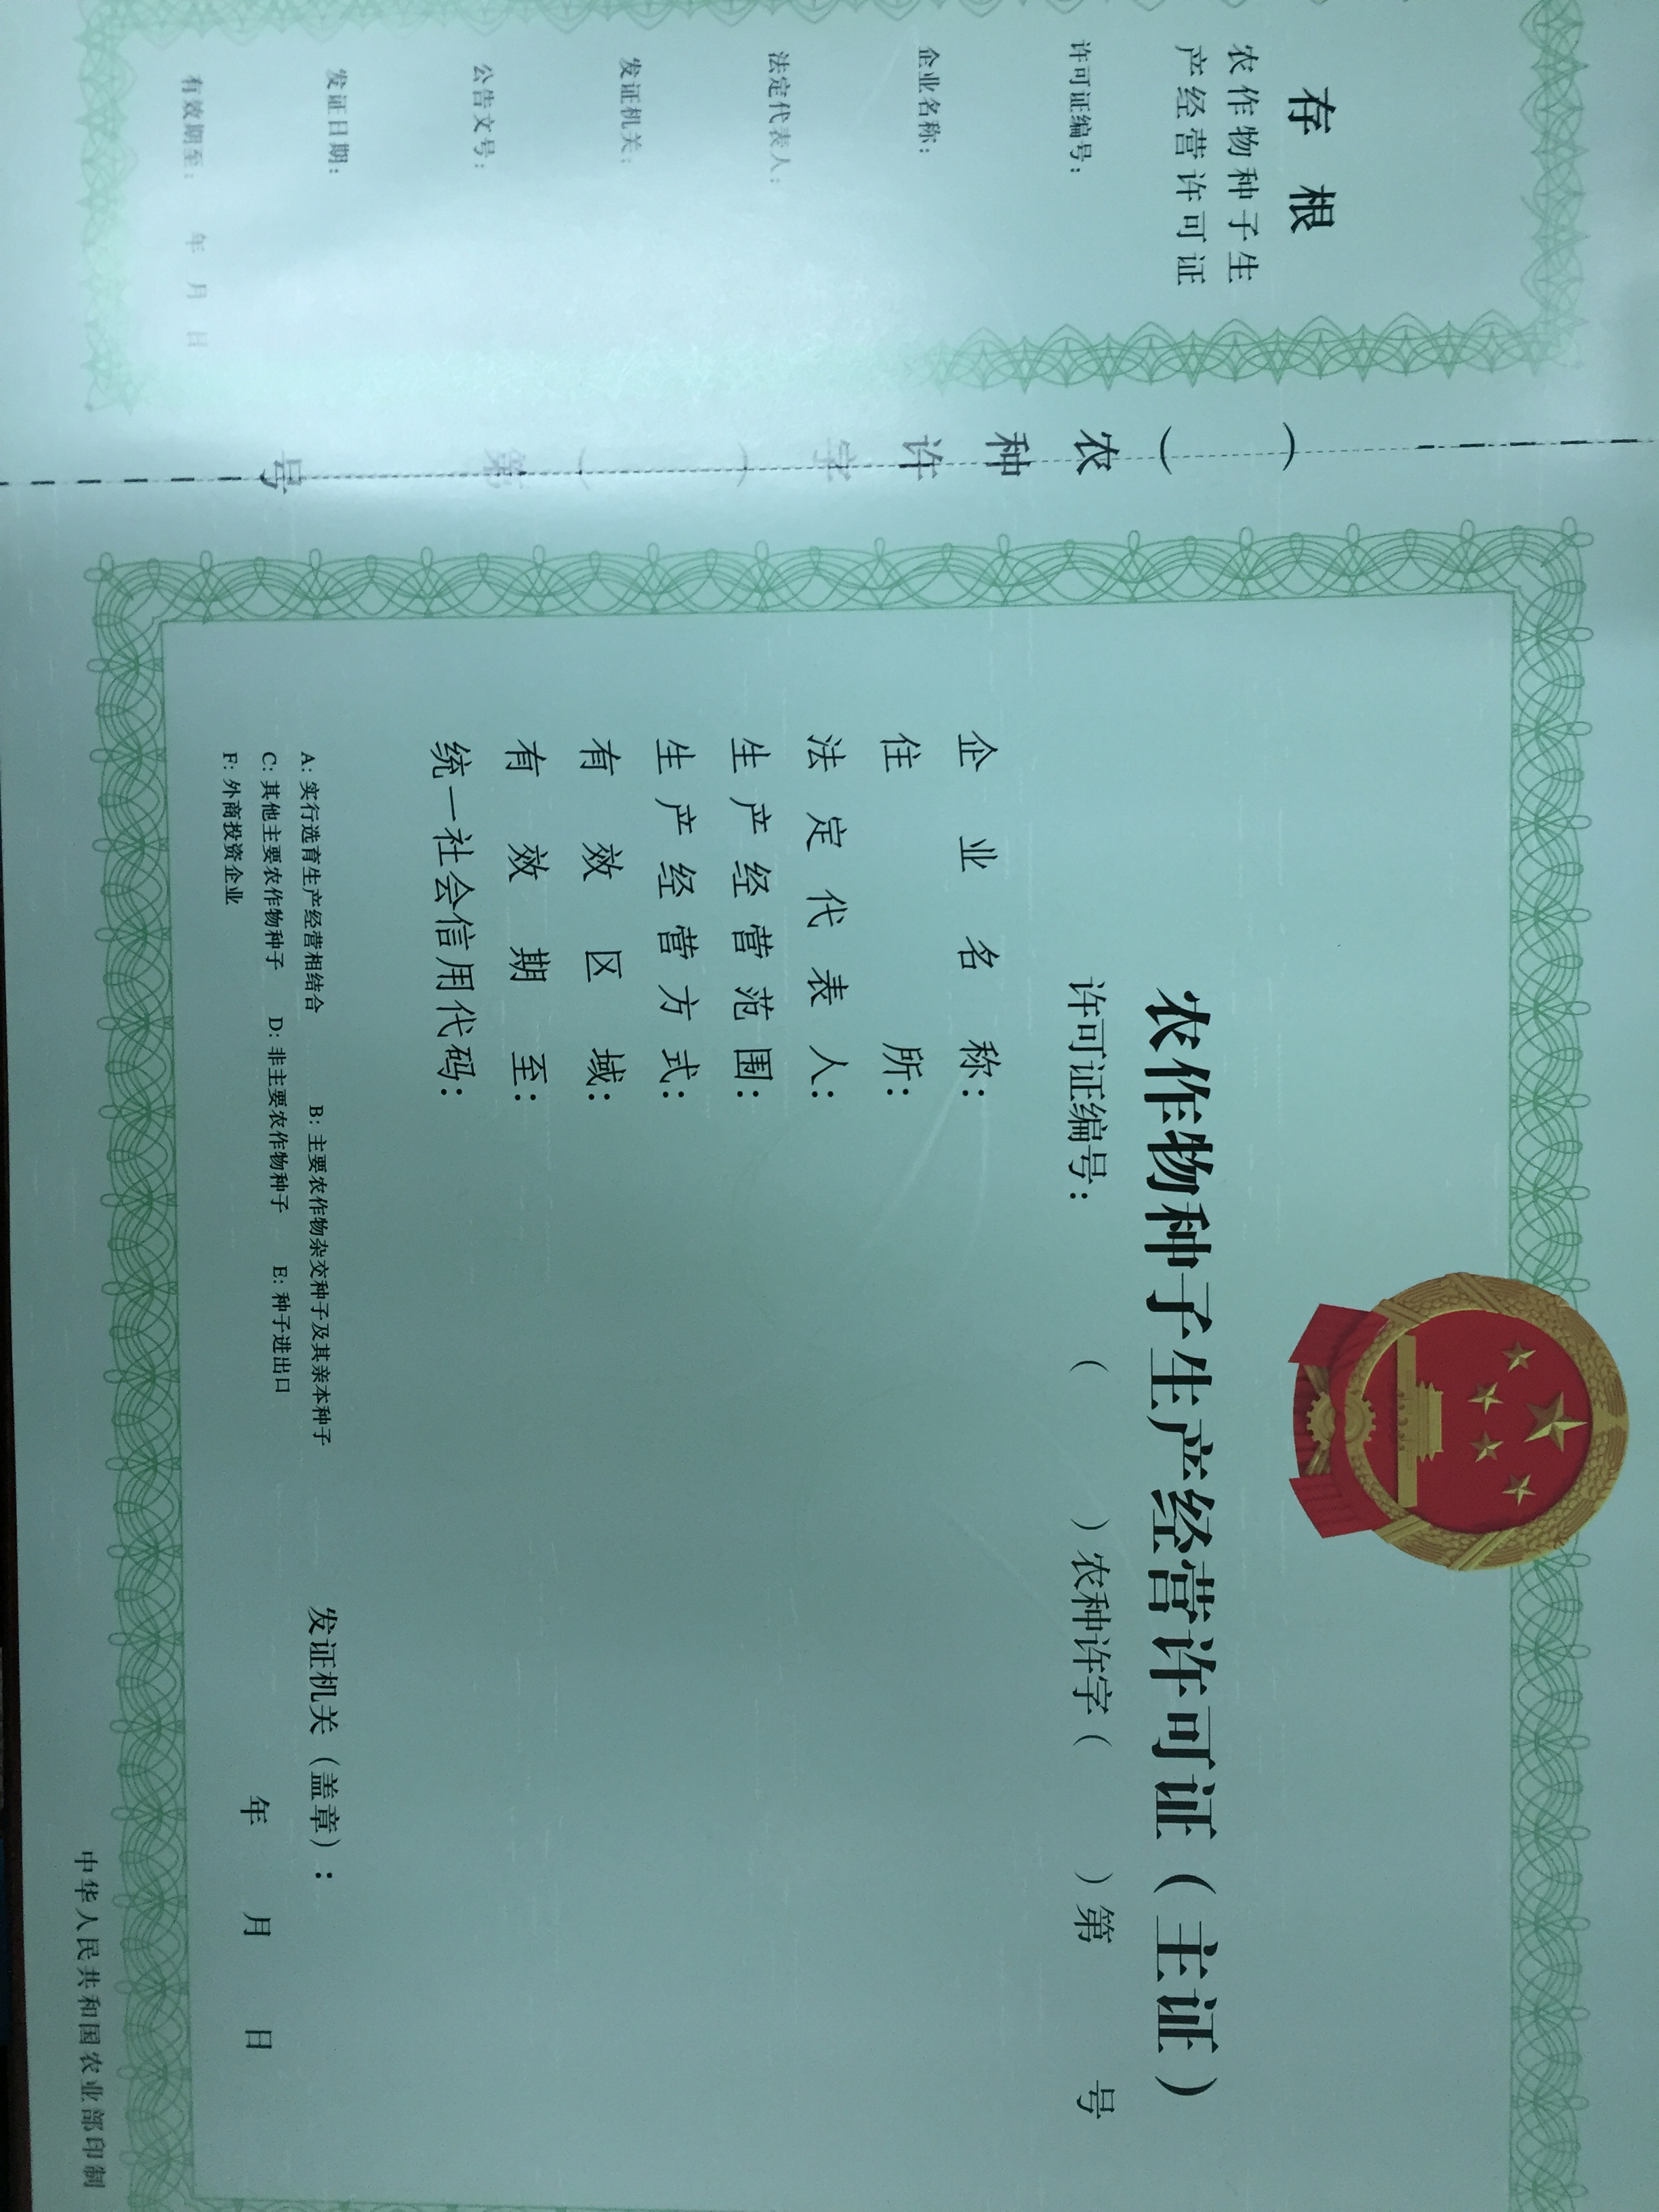 存 根
农作物种子生
产经营许可证
许可证编号：
企业名称：
法定代表人：
发证机关：
公告文号：
发证日期：
有效期至： 年 月 日
（ ）农种许字（ ）第 号
农作物种子生产经营许可证（主证）
许可证编号： （ ）农种许字（ ）第 号
企业名称：
住所：
法定代表人：
生产经营范围：
生产经营方式：
有效区域：
有效期至：
统一社会信用代码：
A: 实行选育生产经营相结合 B: 主要农作物杂交种子及其亲本种子
C: 其他主要农作物种子 D: 非主要农作物种子 E: 种子进出口
F: 外商投资企业
发证机关（盖章）：
年 月 日
中华人民共和国农业部印制